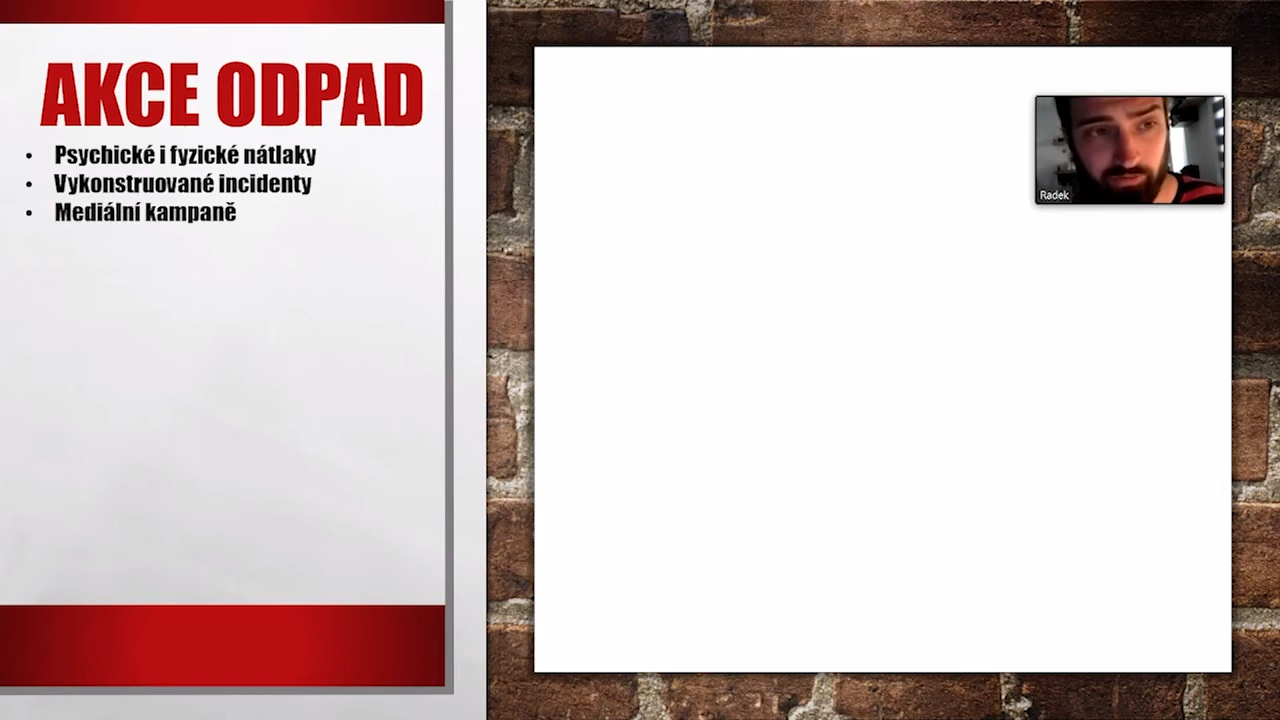 AKCE ODPAD
• Psychické i fyzické nátlaky
• Vykonstruované incidenty
• Mediální kampaně
Radek